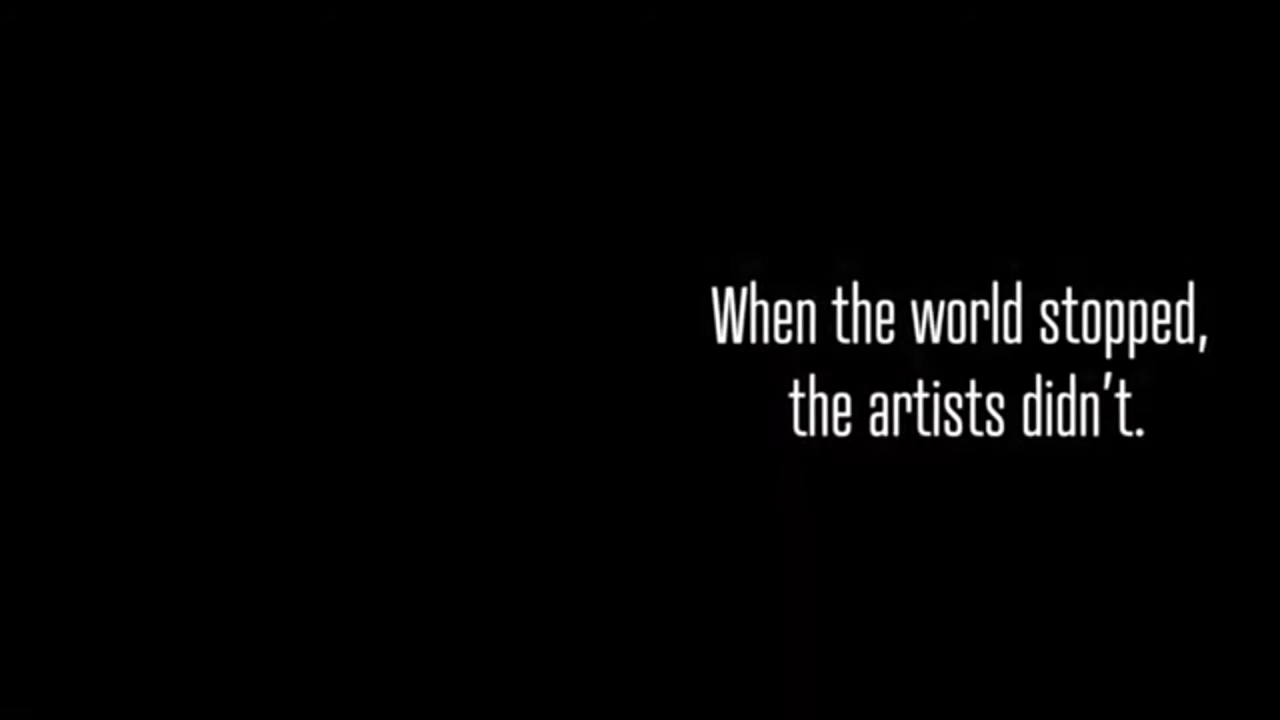 When the world stopped,
the artists didn’t.